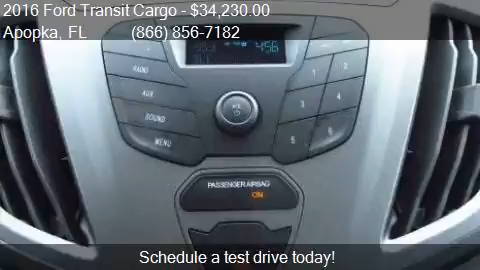 2016 Ford Transit Cargo - $34,230.00
Apopka, FL (866) 856-7182
456
RADIO
1
AUX
2
3
SOUND
4
MENU
5
6
PASSENGER AIRBAG
ON
Schedule a test drive today!